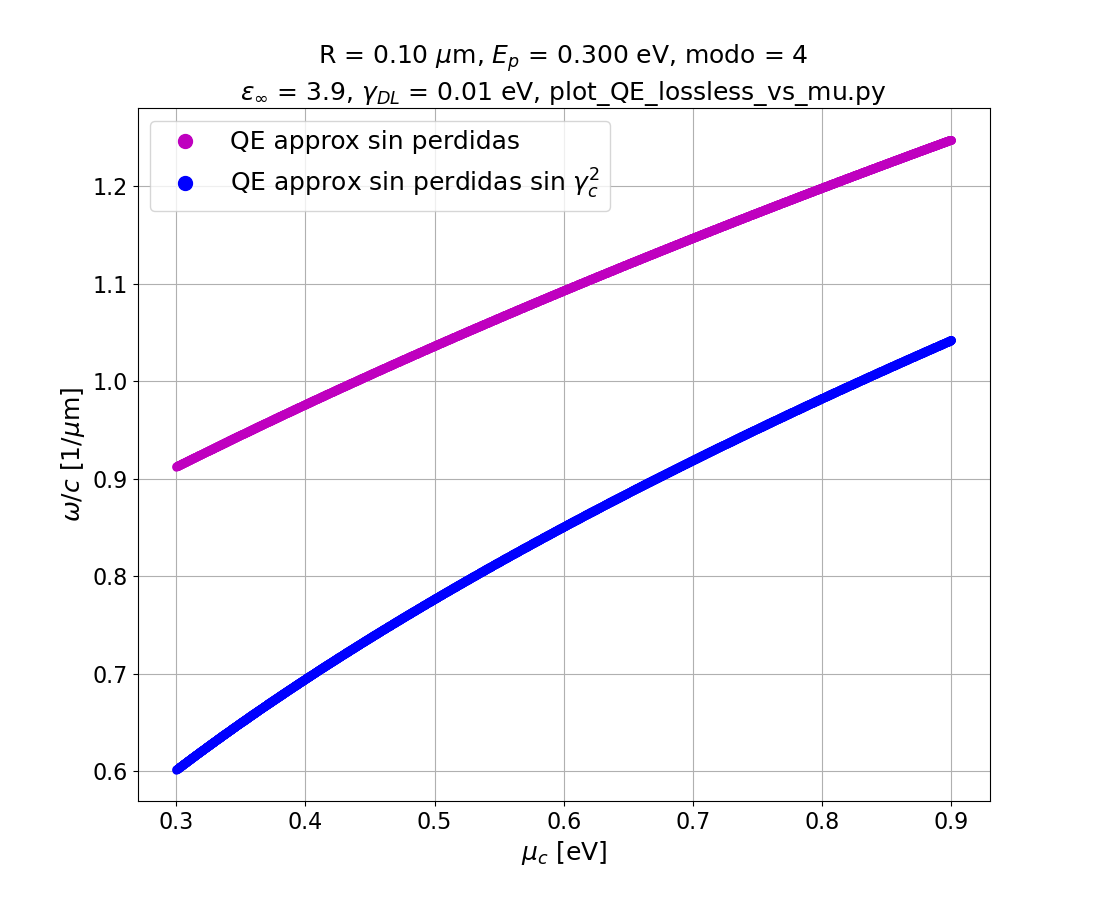 R = 0.10 μm, E_p = 0.300 eV, modo = 4
ε_∞ = 3.9, γ_DL = 0.01 eV, plot_QE_lossless_vs_mu.py
QE approx sin perdidas
QE approx sin perdidas sin γ_c^2
1.2
1.1
1.0
0.9
0.8
0.7
0.6
ω/c [1/μm]
0.3 0.4 0.5 0.6 0.7 0.8 0.9
μ_c [eV]